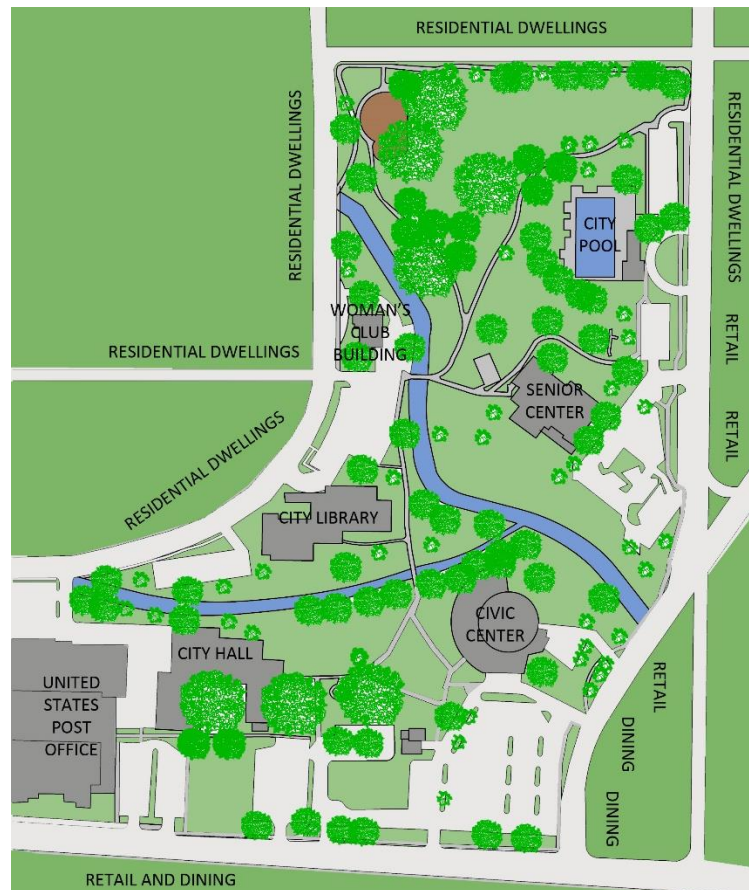 RESIDENTIAL DWELLINGS
RESIDENTIAL DWELLINGS
RESIDENTIAL DWELLINGS
CITY
POOL
WOMAN'S
CLUB
BUILDING
RESIDENTIAL DWELLINGS
RETAIL
RETAIL
SENIOR
CENTER
RESIDENTIAL DWELLINGS
CITY LIBRARY
CIVIC
CENTER
CITY HALL
UNITED
STATES
POST
OFFICE
RETAIL
DINING
DINING
RETAIL AND DINING